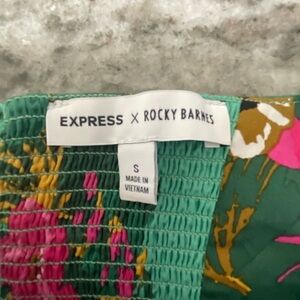 EXPRESS X ROCKY BARNES
S
MADE IN
VIETNAM